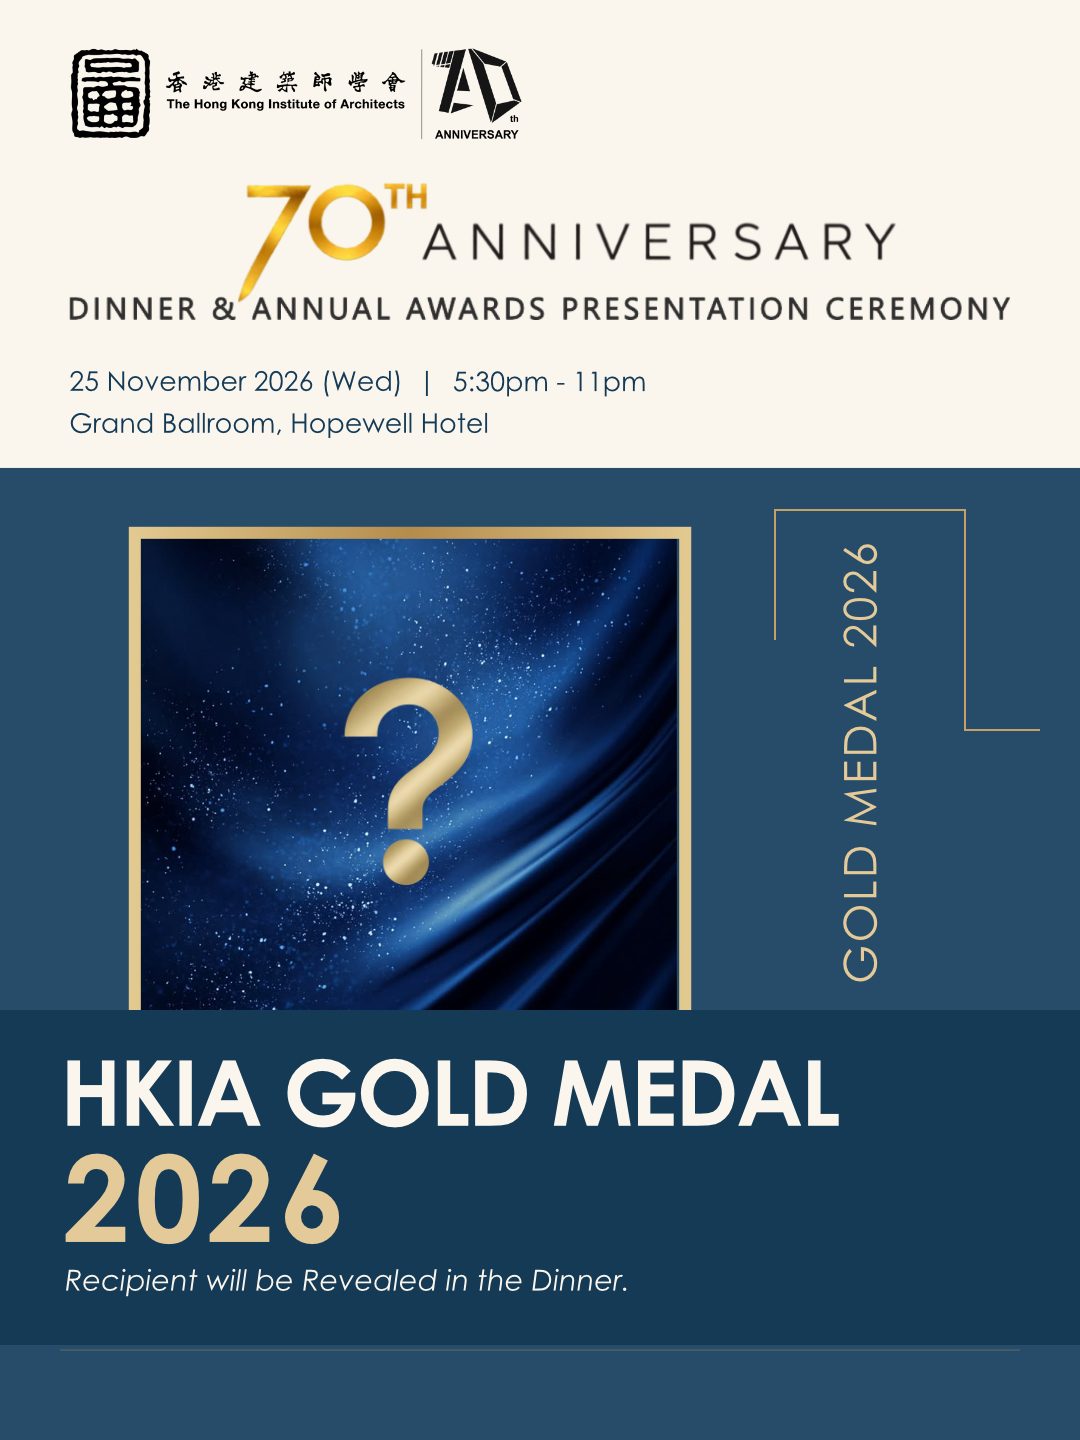 香港建築師學會
The Hong Kong Institute of Architects
70th
ANNIVERSARY
70TH ANNIVERSARY
DINNER & ANNUAL AWARDS PRESENTATION CEREMONY
25 November 2026 (Wed) | 5:30pm - 11pm
Grand Ballroom, Hopewell Hotel
?
GOLD MEDAL 2026
HKIA GOLD MEDAL
2026
Recipient will be Revealed in the Dinner.